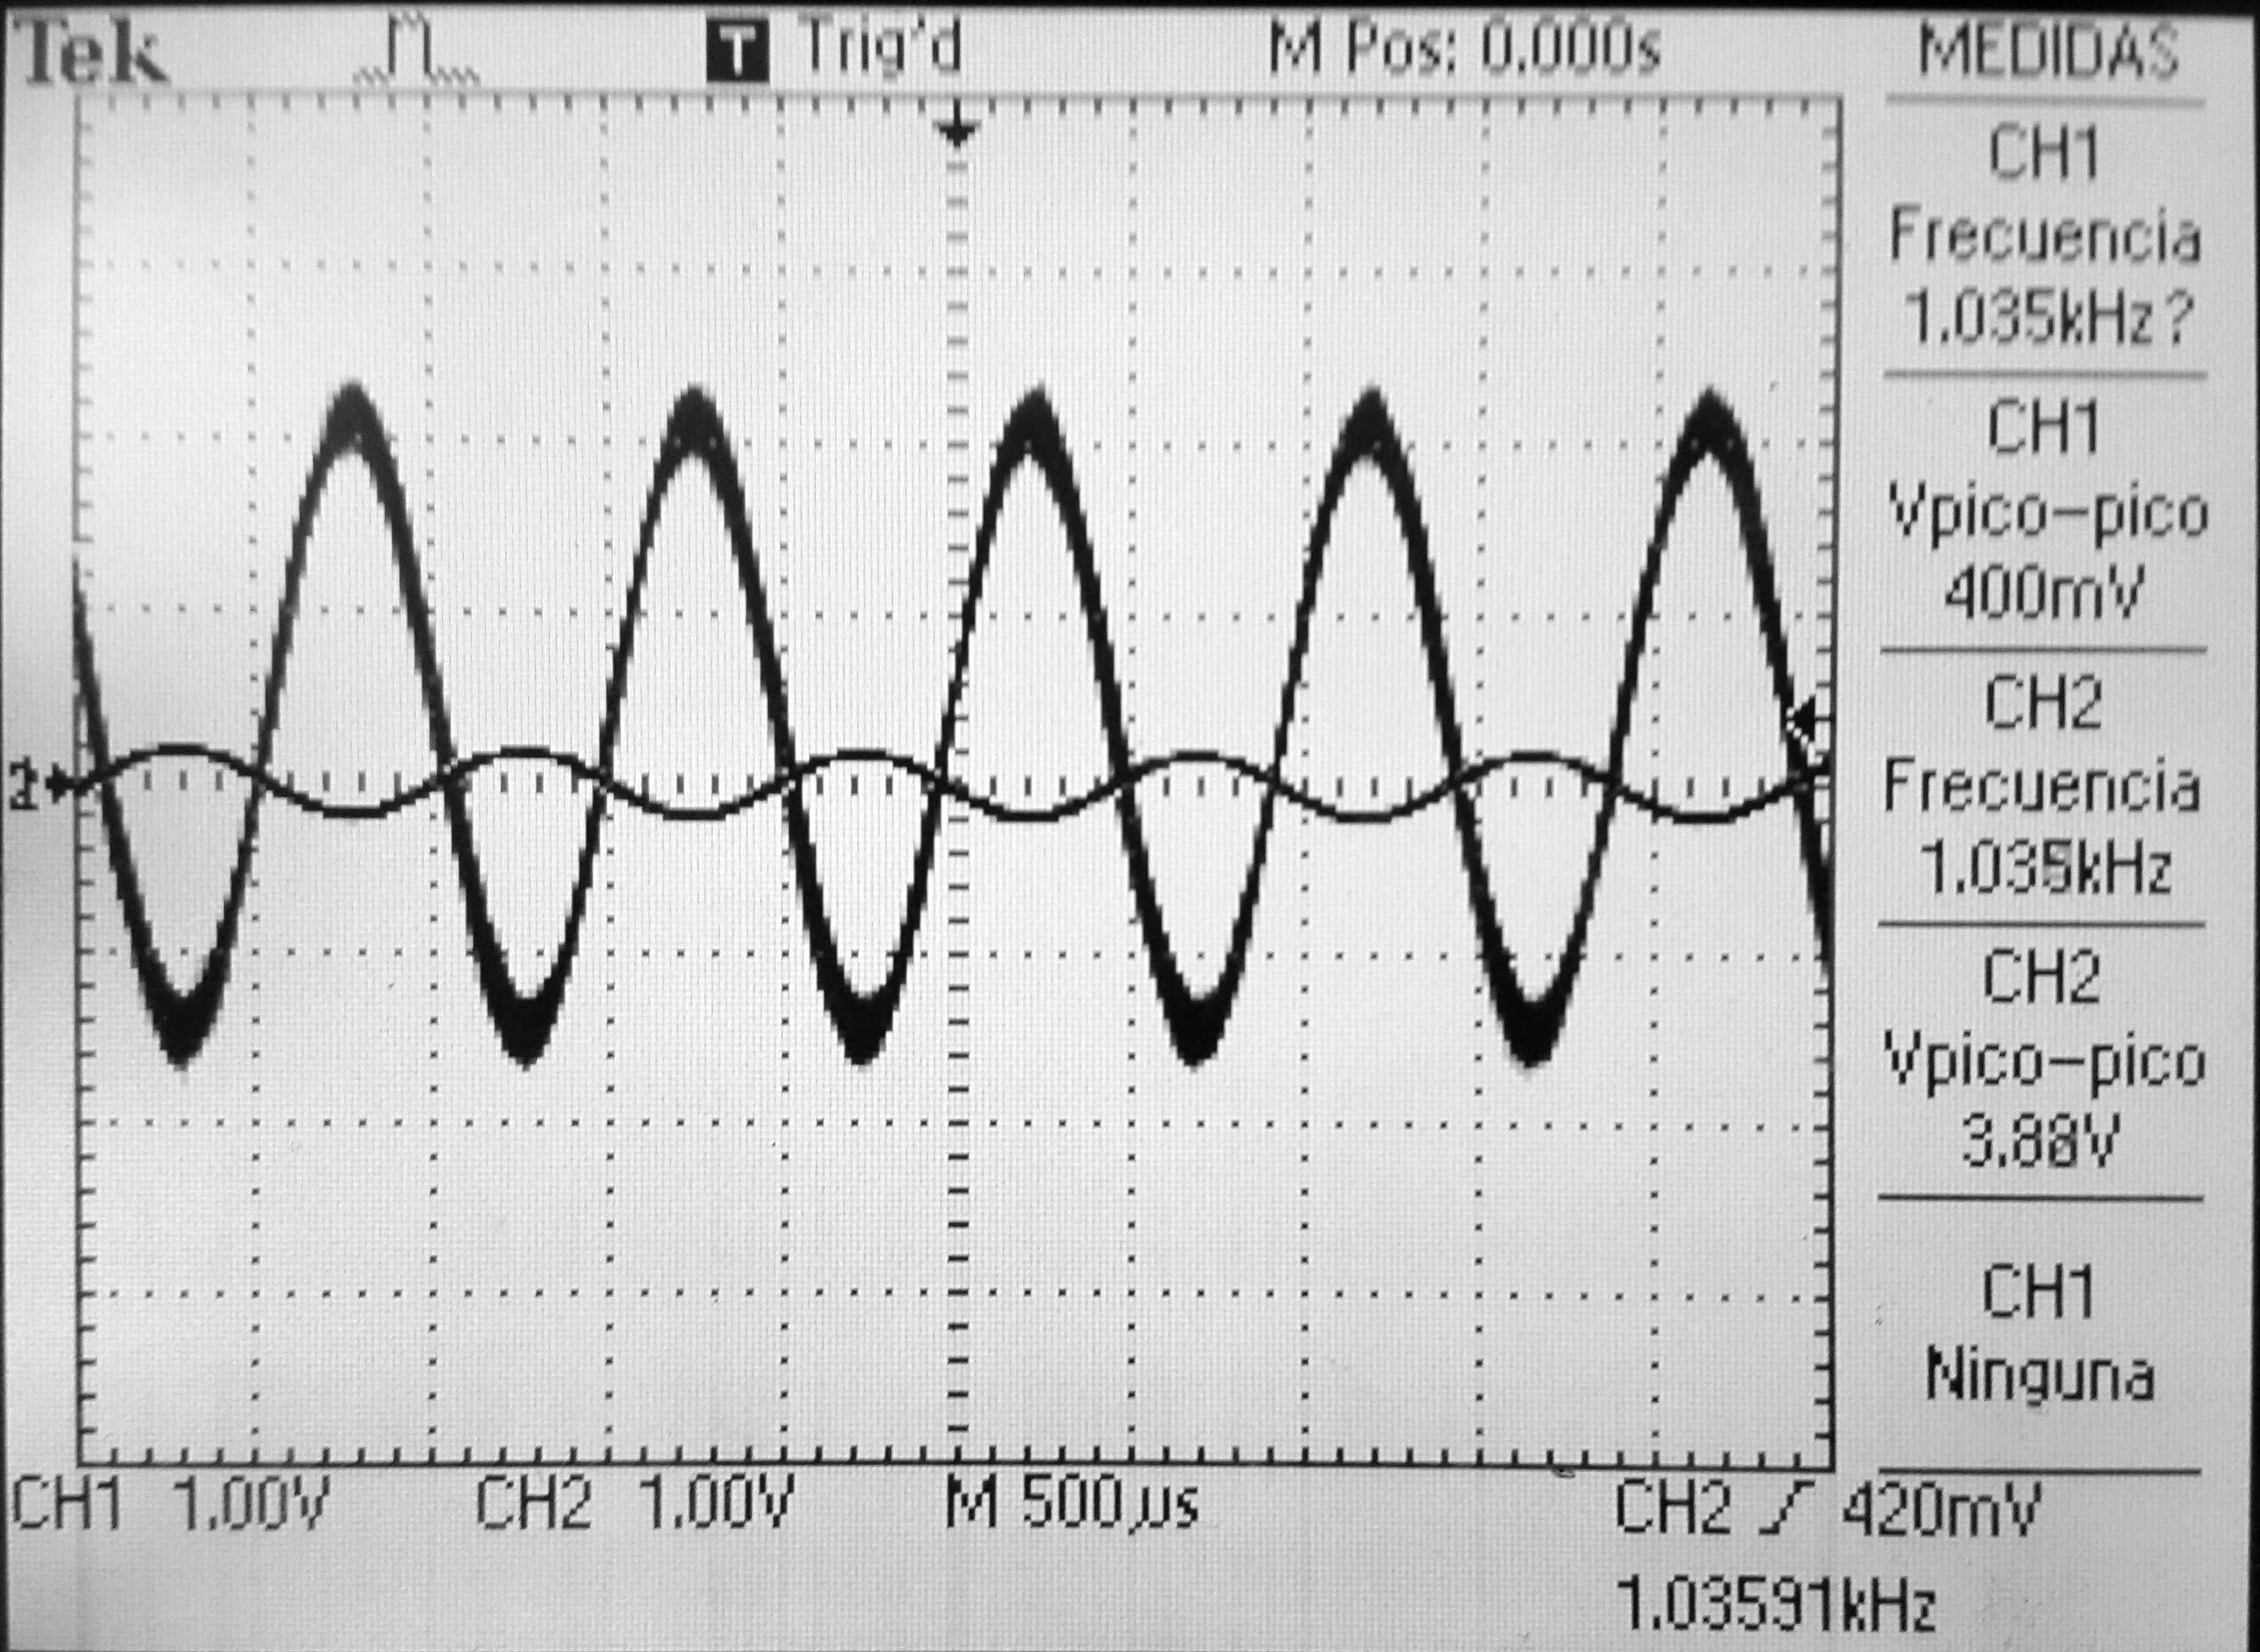 Tek T Trig'd M Pos: 0.000s MEDIDAS
CH1
Frecuencia
1.035kHz?
CH1
Vpico-pico
400mV
CH2
Frecuencia
1.035kHz
CH2
Vpico-pico
3.88V
CH1
Ninguna
CH1 1.00V CH2 1.00V M 500µs CH2 420mV
1.03591kHz